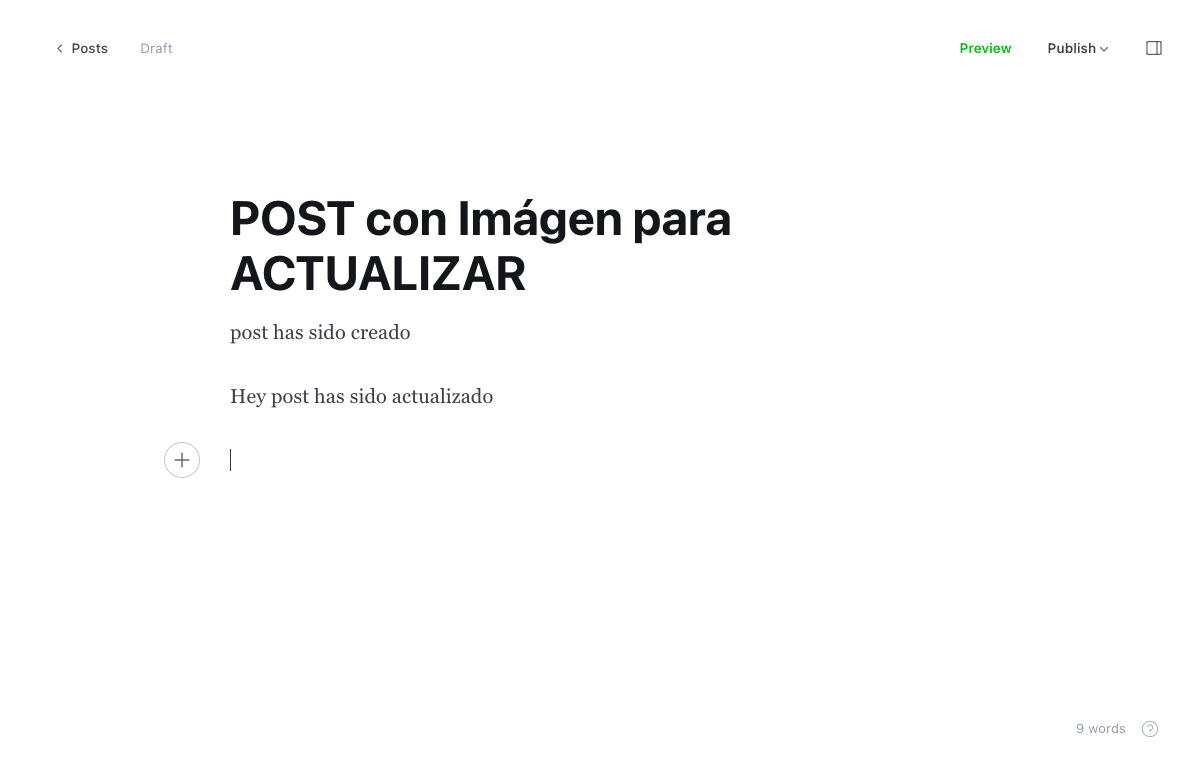 Posts
Draft
Preview
Publish
POST con Imágen para
ACTUALIZAR
post has sido creado
Hey post has sido actualizado
9 words